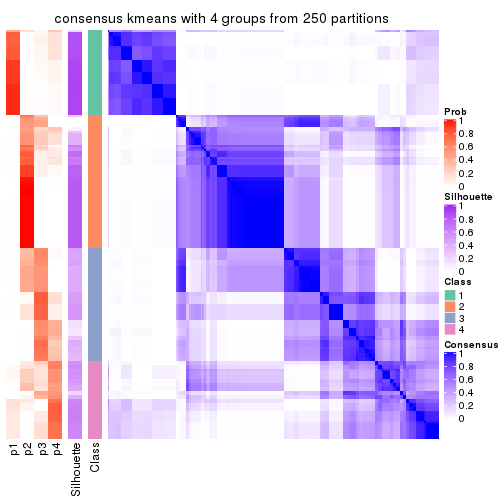 consensus kmeans with 4 groups from 250 partitions
Prob
1
0.8
0.6
0.4
0.2
0
Silhouette
1
0.8
0.6
0.4
0.2
0
Class
1
2
3
4
Consensus
1
0.8
0.6
0.4
0.2
0
p1
p2
p3
p4
Silhouette
Class